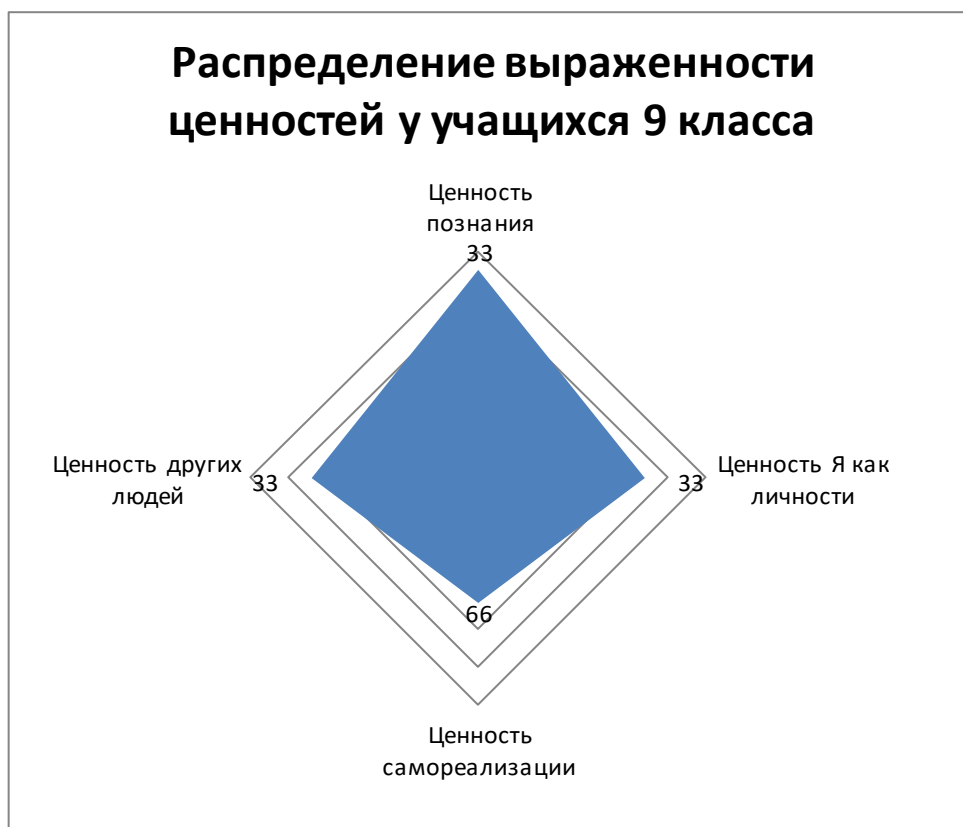 Распределение выраженности
ценностей у учащихся 9 класса
Ценность
познания
33
Ценность других
людей
33
33
Ценность Я как
личности
66
Ценность
самореализации